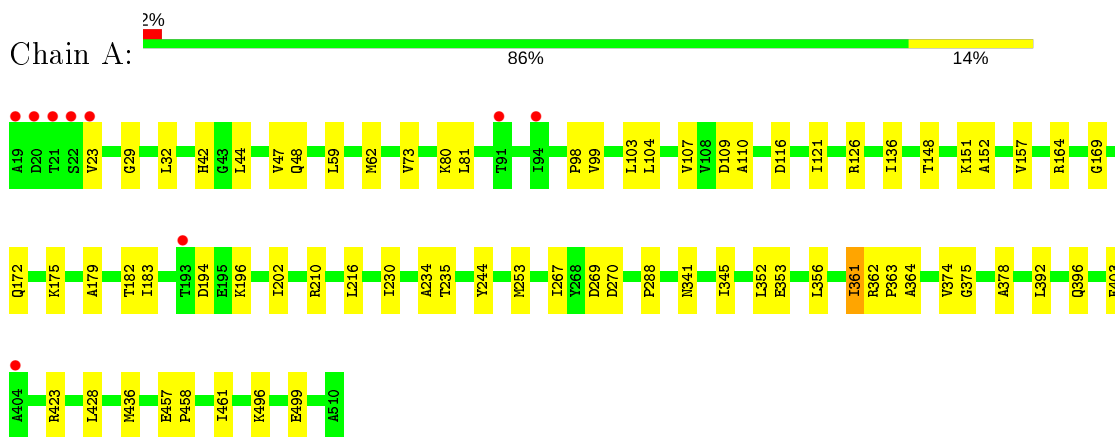 2%
Chain A:
86% 14%
A19 D20 T21 S22 V23 G29 L32 H42 G43 L44 V47 Q48 L59 M62 V73 K80 L81 T91 I94 P98 V99 L103 L104 V107 V108 D109 A110 D116 I121 R126 I136 T148 K151 A152 V157 R164 G169
Q172 K175 A179 T182 I183 T193 D194 E195 K196 I202 R210 L216 I230 A234 T235 Y244 M253 I267 Y268 D269 D270 P288 N341 I345 L352 E353 L356 I361 R362 P363 A364 V374 G375 A378 L392 Q396
A404 R423 L428 M436 E457 P458 I461 K496 E499 A510